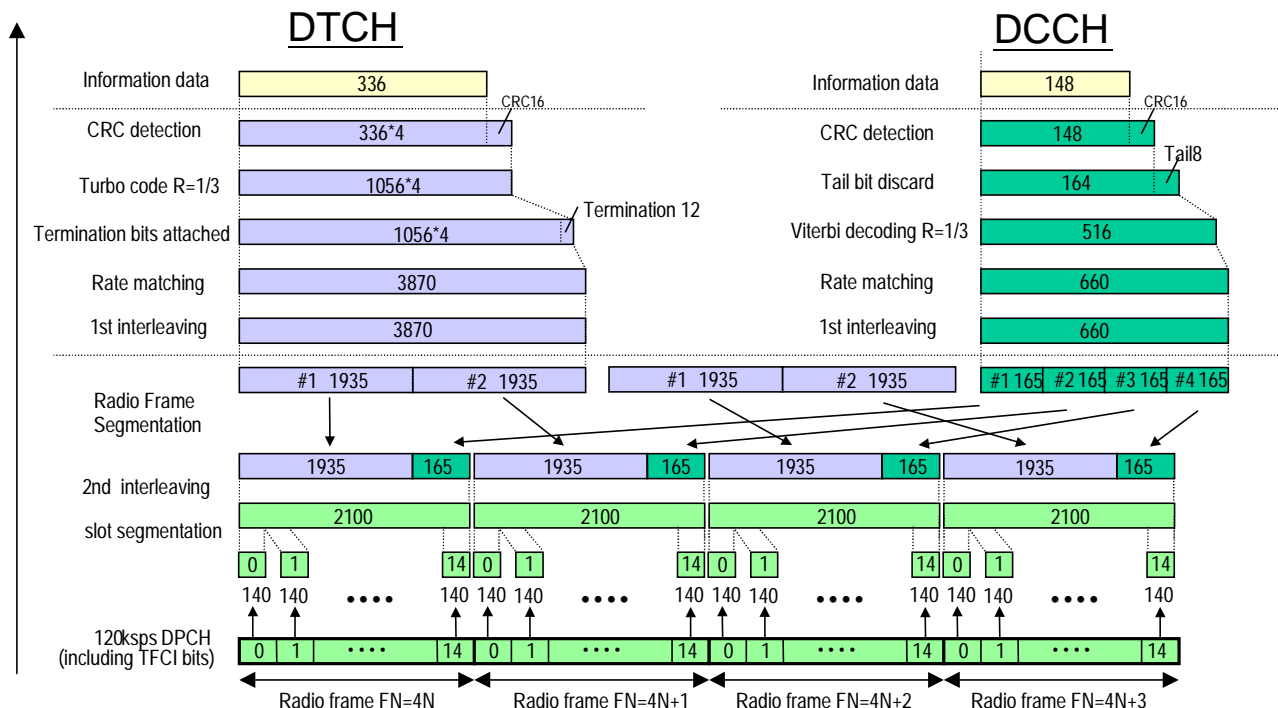 DTCH DCCH
Information data 336 Information data 148
CRC16 CRC16
CRC detection 336*4 CRC detection 148
Tail8
Turbo code R=1/3 1056*4 Tail bit discard 164
Termination 12
Termination bits attached 1056*4 Viterbi decoding R=1/3 516
Rate matching 3870 Rate matching 660
1st interleaving 3870 1st interleaving 660
#1 1935 #2 1935 #1 1935 #2 1935 #1 165 #2 165 #3 165 #4 165
Radio Frame
Segmentation
1935 165 1935 165 1935 165 1935 165
2nd interleaving
slot segmentation 2100 2100 2100 2100
0 1 14 0 1 14 0 1 14 0 1 14
140 140 •••• 140 140 140 •••• 140 140 140 •••• 140 140 140 •••• 140
120ksps DPCH
(including TFCI bits) 0 1 •••• 14 0 1 •••• 14 0 1 •••• 14 0 1 •••• 14
Radio frame FN=4N Radio frame FN=4N+1 Radio frame FN=4N+2 Radio frame FN=4N+3